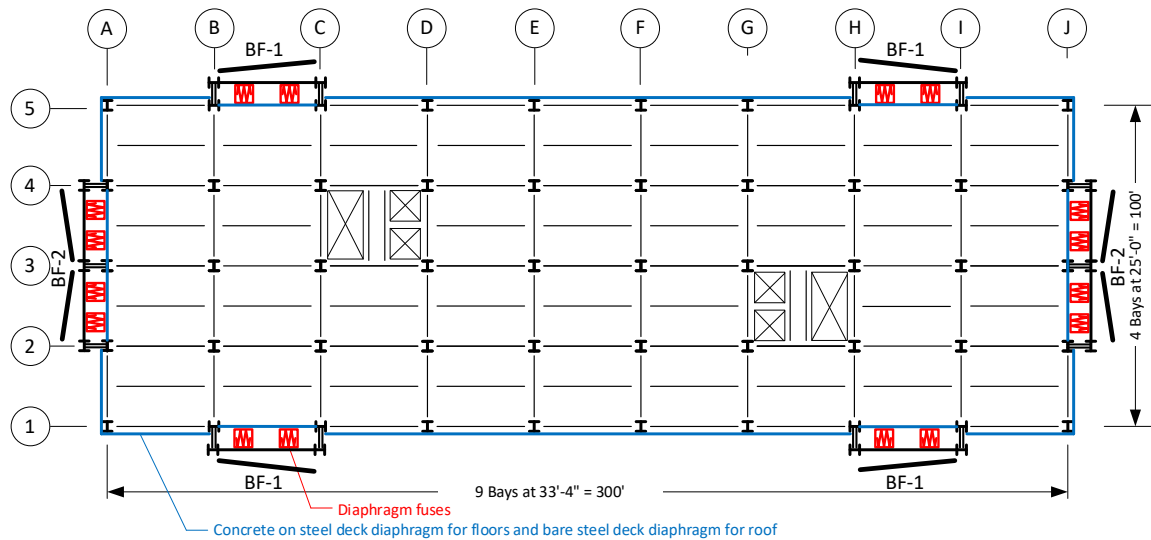 A B C D E F G H I J
BF-1 BF-1
5
4
3
2
1
BF-2
BF-2
4 Bays at 25'-0" = 100'
BF-1 BF-1
9 Bays at 33'-4" = 300'
Diaphragm fuses
Concrete on steel deck diaphragm for floors and bare steel deck diaphragm for roof